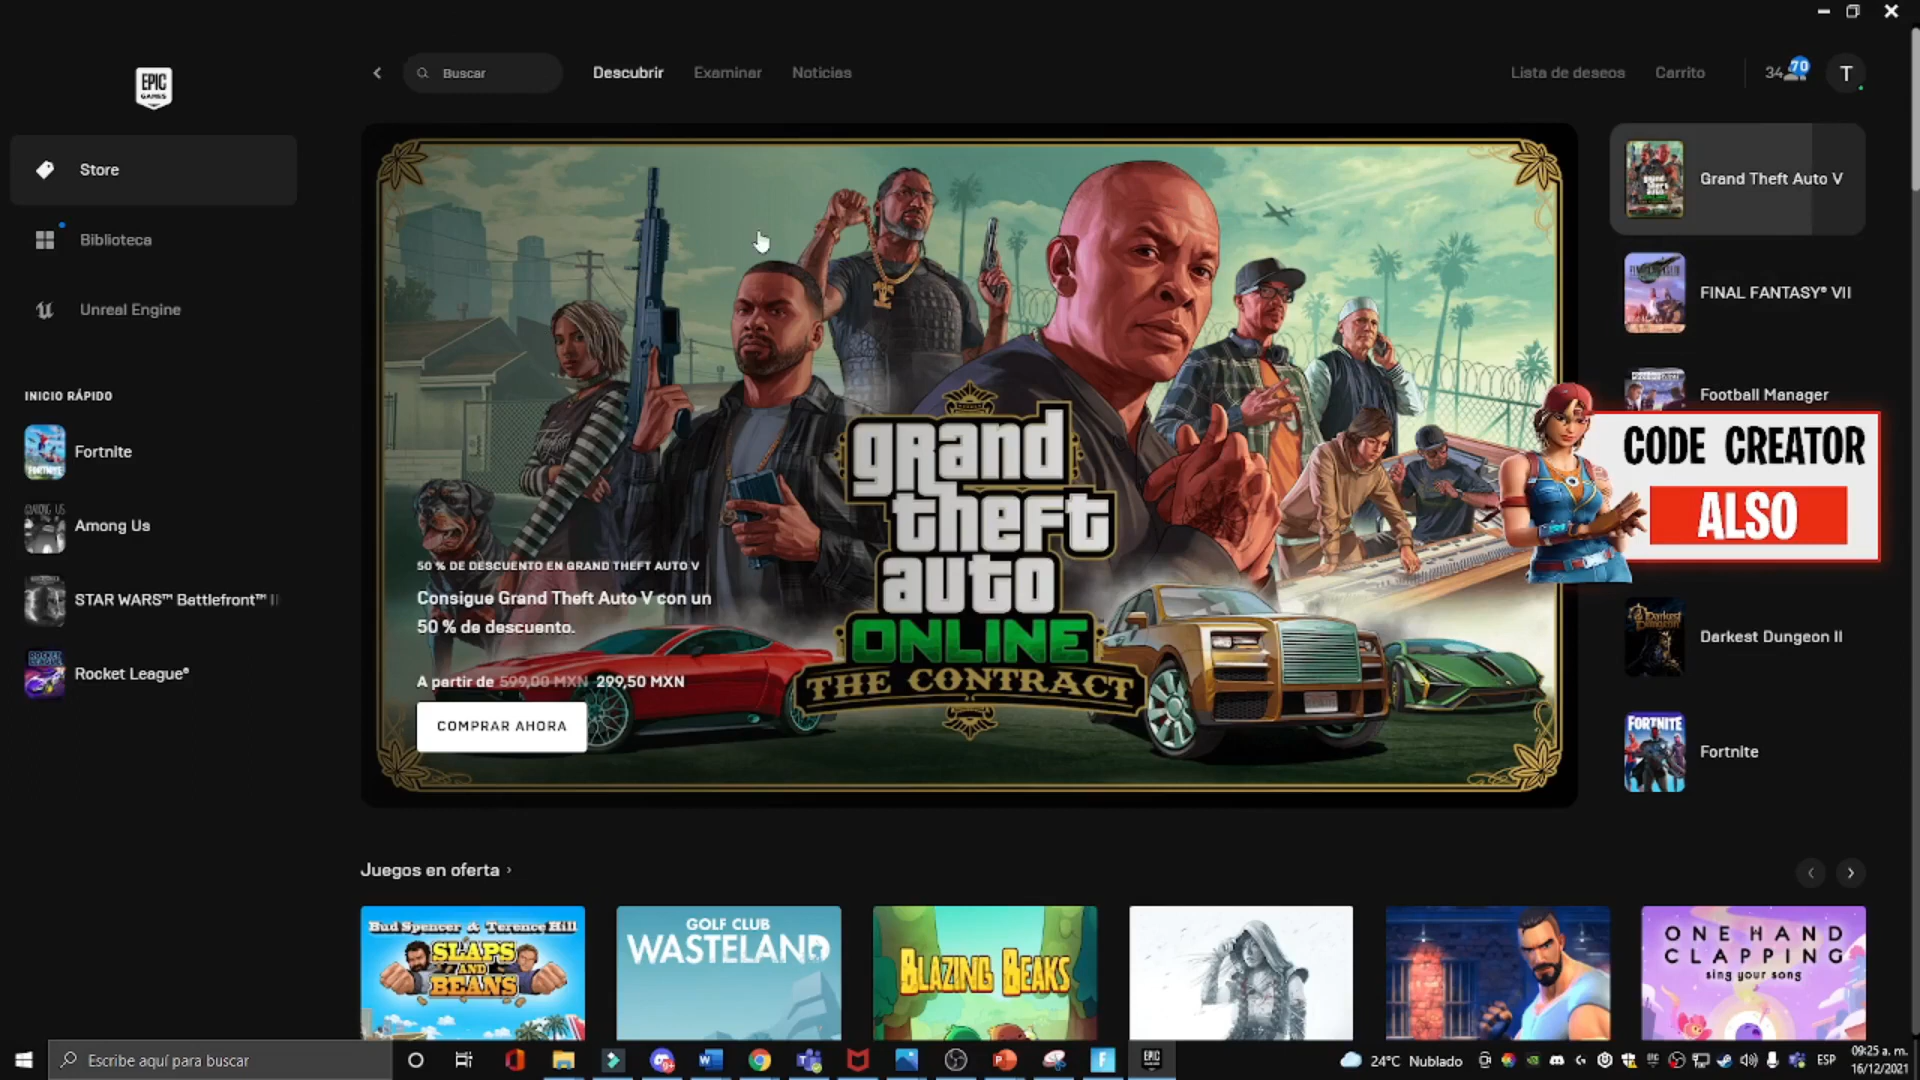 EPIC
GAMES
Buscar
Descubrir
Examinar
Noticias
Lista de deseos
Carrito
34
70
T
Store
Biblioteca
Unreal Engine
INICIO RÁPIDO
Fortnite
Among Us
STAR WARS™ Battlefront™ II
Rocket League®
grand
theft
auto
ONLINE
THE CONTRACT
50 % DE DESCUENTO EN GRAND THEFT AUTO V
Consigue Grand Theft Auto V con un
50 % de descuento.
A partir de 599,00 MXN 299,50 MXN
COMPRAR AHORA
Grand Theft Auto V
FINAL FANTASY® VII
Football Manager
CODE CREATOR
ALSO
Darkest Dungeon II
FORTNITE
Fortnite
Juegos en oferta
Bud Spencer & Terence Hill
SLAPS
AND
BEANS
GOLF CLUB
WASTELAND
BLAZING BEAKS
ONE HAND
CLAPPING
sing your song
Escribe aquí para buscar
24°C Nublado
ESP
09:25 a. m.
16/12/2021